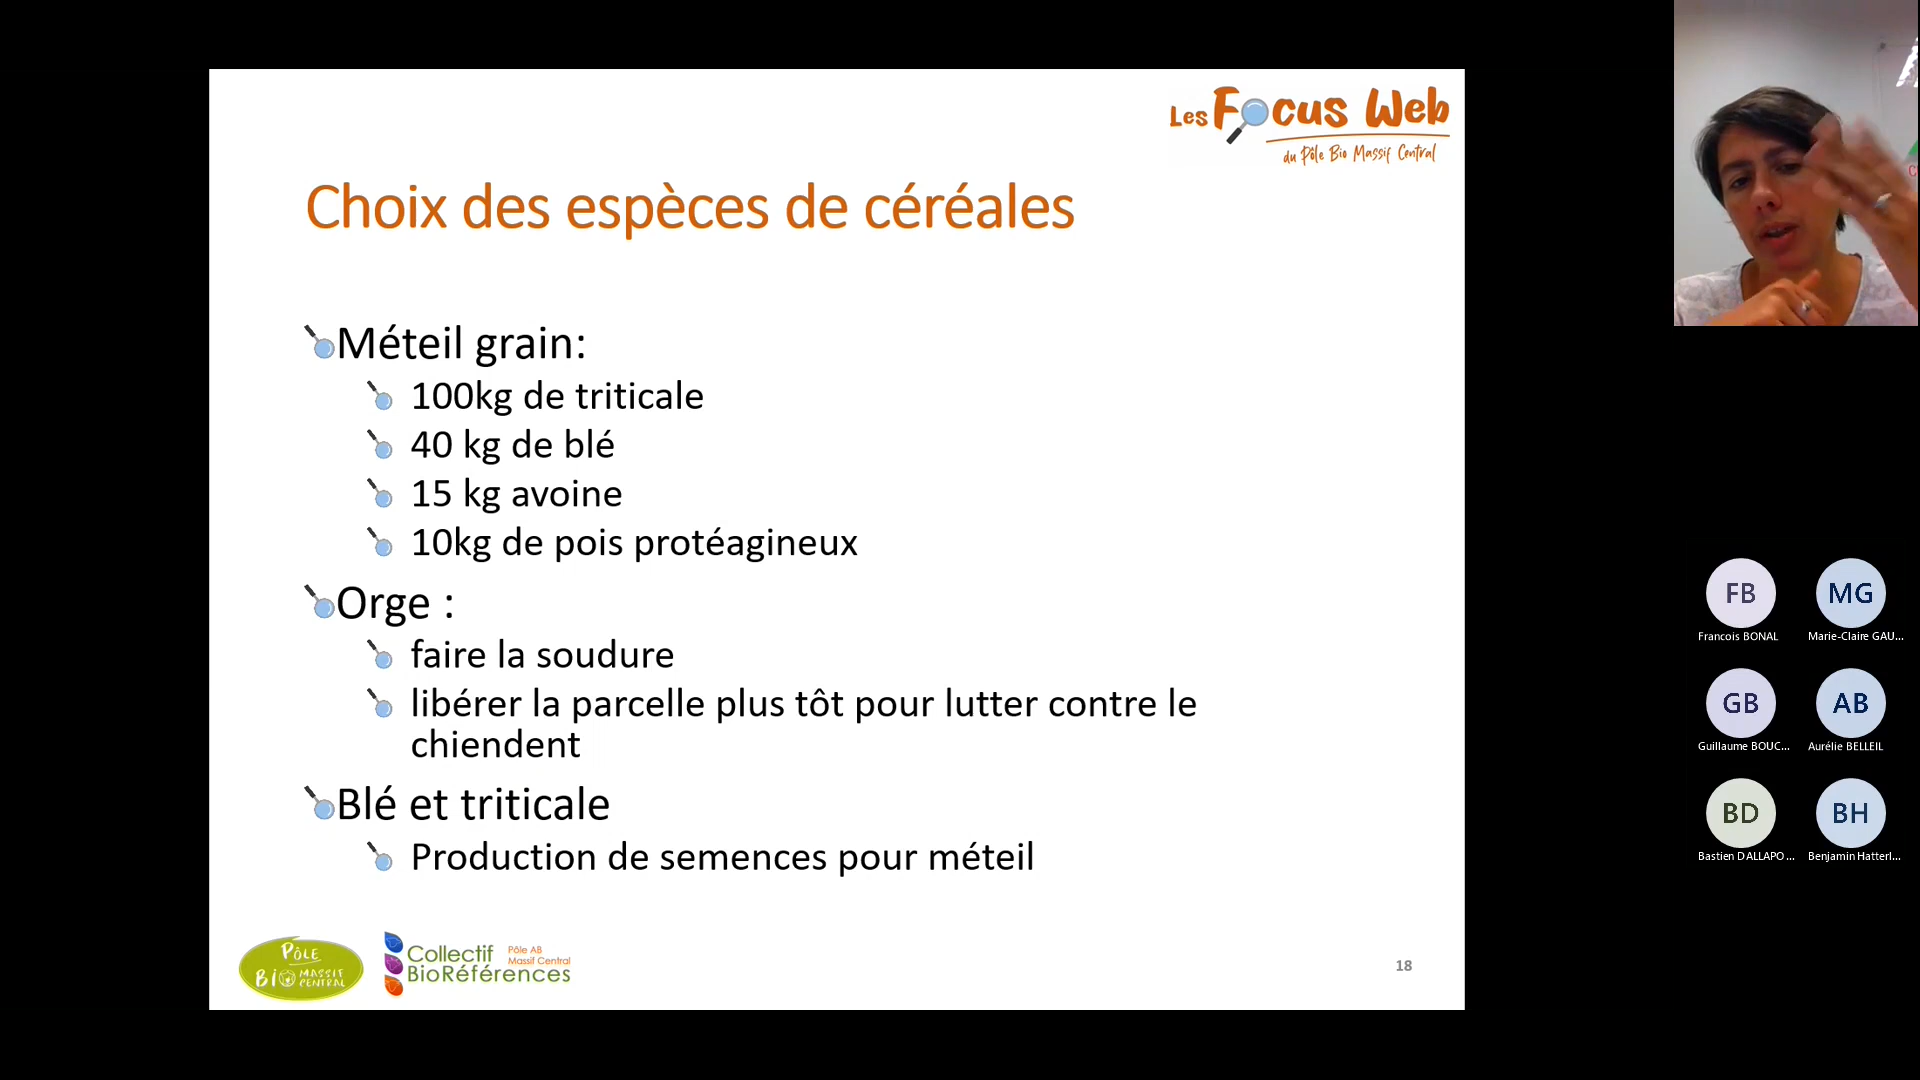 Les Focus Web
du Pôle Bio Massif Central
Choix des espèces de céréales
Méteil grain:
100kg de triticale
40 kg de blé
15 kg avoine
10kg de pois protéagineux
Orge :
faire la soudure
libérer la parcelle plus tôt pour lutter contre le
chiendent
Blé et triticale
Production de semences pour méteil
PÔLE
BIO MASSIF
CENTRAL
Collectif
BioRéférences
Pôle AB
Massif Central
18
FB
Francois BONAL
MG
Marie-Claire GAU...
GB
Guillaume BOUC...
AB
Aurélie BELLEIL
BD
Bastien DALLAPO...
BH
Benjamin Hatterl...